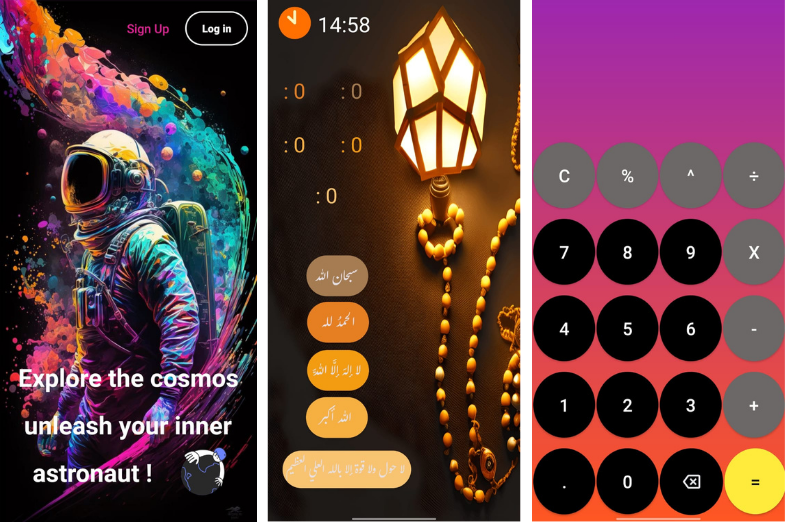 Sign Up
Log in
Explore the cosmos
unleash your inner
astronaut !
14:58
: 0 : 0
: 0 : 0
: 0
سبحان الله
الحمدُ لله
لا إلهَ إلَّا اللهَ
الله أكبر
لا حول ولا قوة إلا بالله العلي العظيم
C % ^ ÷
7 8 9 X
4 5 6 -
1 2 3 +
. 0 =